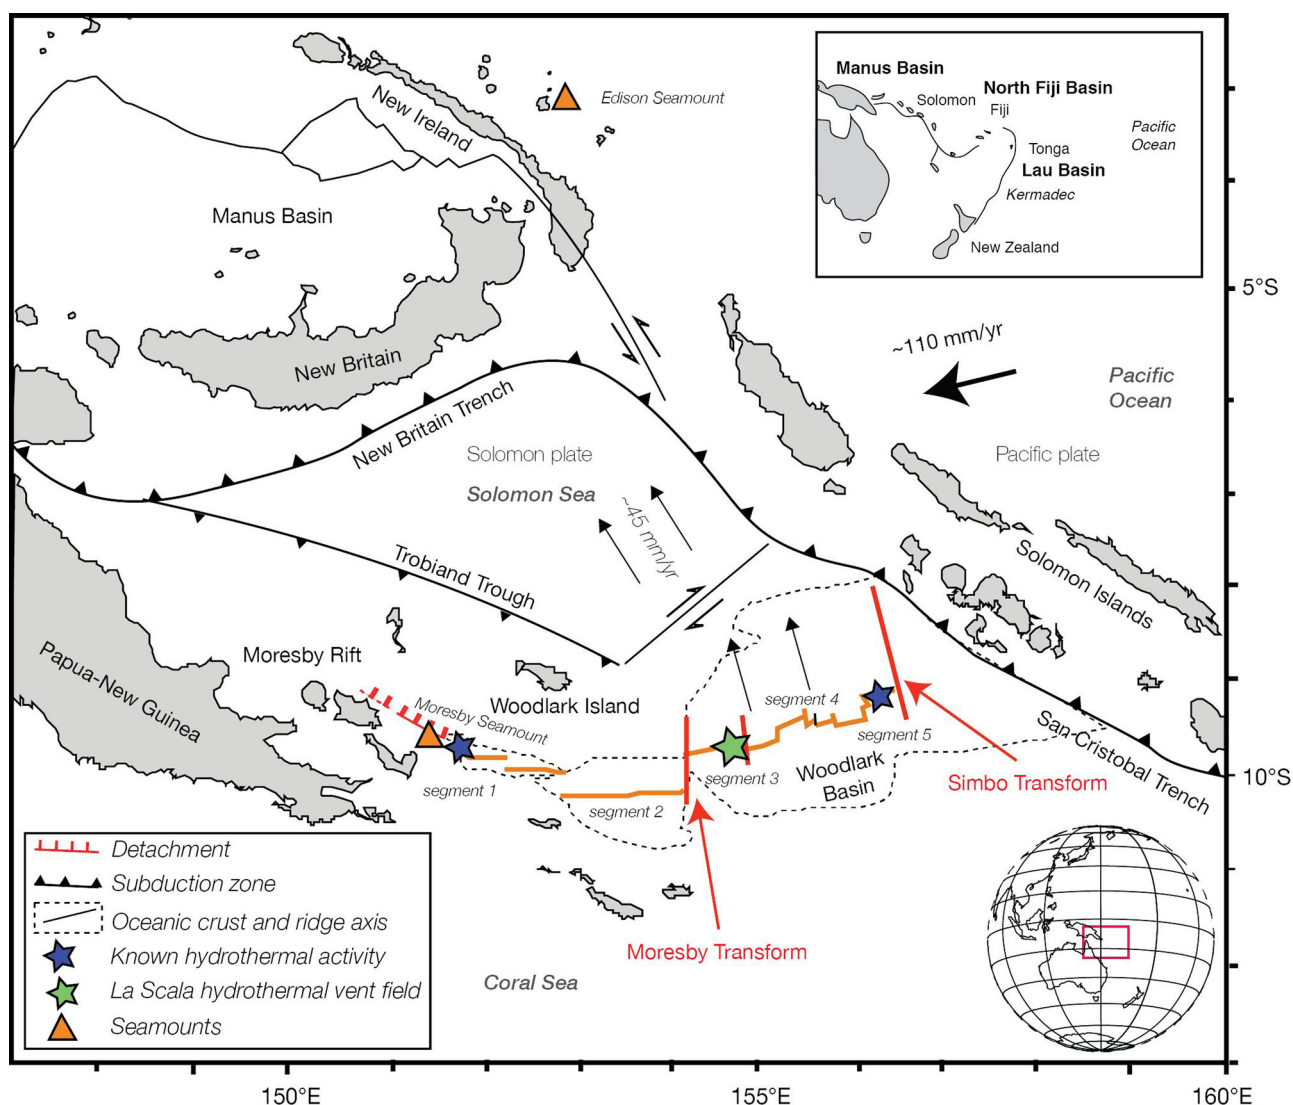 Edison Seamount
New Ireland
Manus Basin
New Britain
New Britain Trench
Solomon plate
Solomon Sea
~45 mm/yr
~110 mm/yr
Pacific
Ocean
Pacific plate
Solomon Islands
Trobiand Trough
Papua-New Guinea
Moresby Rift
Moresby Seamount
Woodlark Island
segment 1
segment 2
segment 3
segment 4
segment 5
Woodlark
Basin
San-Cristobal Trench
Simbo Transform
Moresby Transform
Coral Sea
Manus Basin
North Fiji Basin
Solomon
Fiji
Pacific
Ocean
Tonga
Lau Basin
Kermadec
New Zealand
Detachment
Subduction zone
Oceanic crust and ridge axis
Known hydrothermal activity
La Scala hydrothermal vent field
Seamounts
5°S
10°S
150°E
155°E
160°E